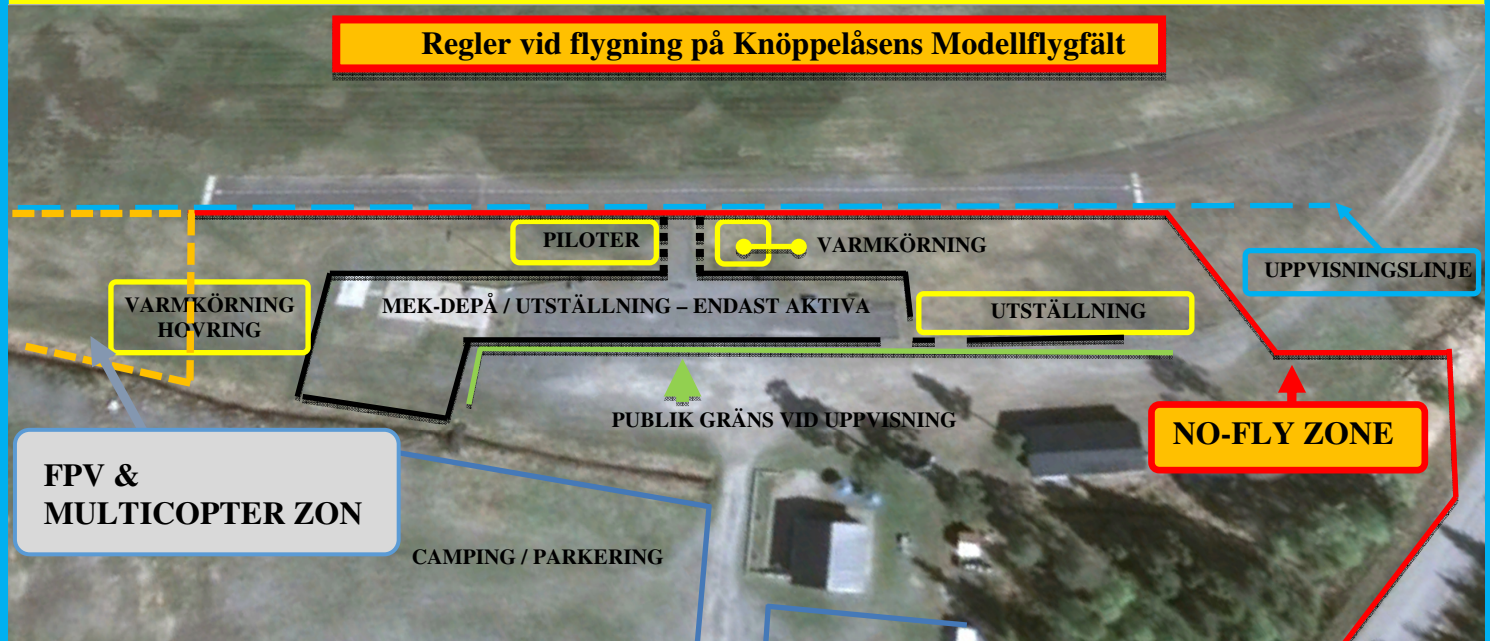 Regler vid flygning på Knöppelåsens Modellflygfält
PILOTER
VARMKÖRNING
UPPVISNINGSLINJE
VARMKÖRNING
HOVRING
MEK-DEPÅ / UTSTÄLLNING – ENDAST AKTIVA
UTSTÄLLNING
PUBLIK GRÄNS VID UPPVISNING
NO-FLY ZONE
FPV &
MULTICOPTER ZON
CAMPING / PARKERING